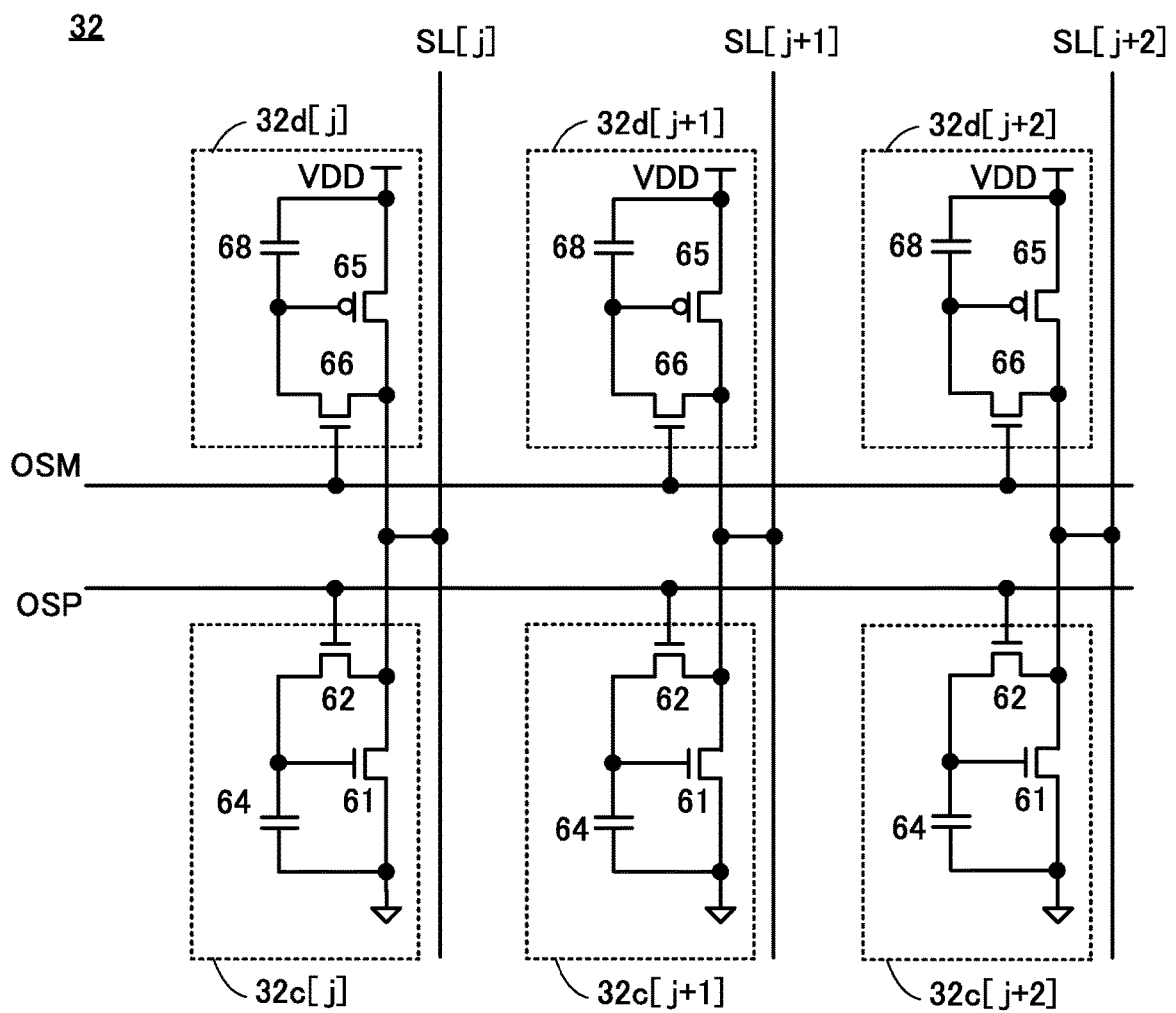 32
SL[j] SL[j+1] SL[j+2]
32d[j] 32d[j+1] 32d[j+2]
VDD VDD VDD
68 65 68 65 68 65
66 66 66
OSM
OSP
62 62 62
64 61 64 61 64 61
32c[j] 32c[j+1] 32c[j+2]